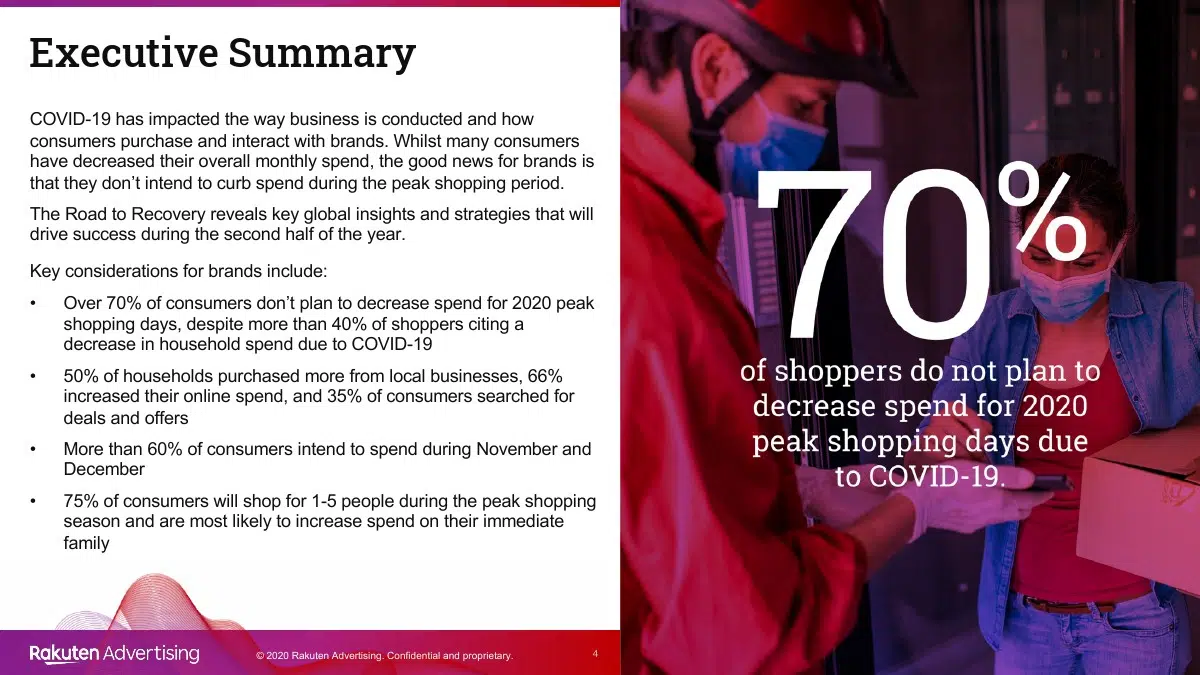 Executive Summary
COVID-19 has impacted the way business is conducted and how
consumers purchase and interact with brands. Whilst many consumers
have decreased their overall monthly spend, the good news for brands is
that they don’t intend to curb spend during the peak shopping period.
The Road to Recovery reveals key global insights and strategies that will
drive success during the second half of the year.
Key considerations for brands include:
• Over 70% of consumers don’t plan to decrease spend for 2020 peak
shopping days, despite more than 40% of shoppers citing a
decrease in household spend due to COVID-19
• 50% of households purchased more from local businesses, 66%
increased their online spend, and 35% of consumers searched for
deals and offers
• More than 60% of consumers intend to spend during November and
December
• 75% of consumers will shop for 1-5 people during the peak shopping
season and are most likely to increase spend on their immediate
family
70%
of shoppers do not plan to
decrease spend for 2020
peak shopping days due
to COVID-19.
Rakuten Advertising
© 2020 Rakuten Advertising. Confidential and proprietary.
4